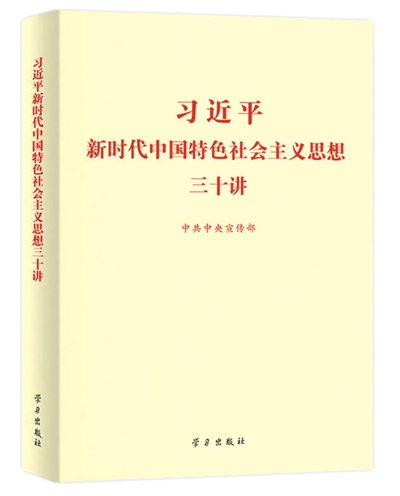 习近平新时代中国特色社会主义思想三十讲
学习出版社
习近平
新时代中国特色社会主义思想
三十讲
中共中央宣传部
学习出版社